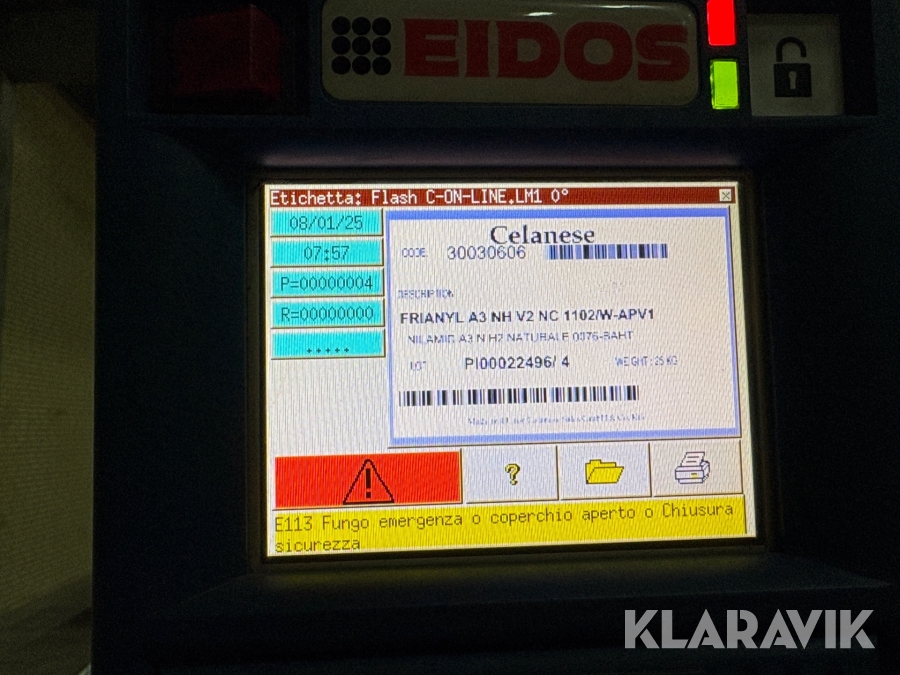 EIDOS
Etichetta: Flash C-ON-LINE.LM1 0°
08/01/25
07:57
P=00000004
R=00000000
.....
Celanese
CODE 30030606
DESCRIPTION
FRIANYL A3 NH V2 NC 1102/W-APV1
NILAMID A3 N H2 NATURALE 0076-BAHT
LOT PI00022496/ 4 WEIGHT: 25 KG
?
E113 Fungo emergenza o coperchio aperto o Chiusura
sicurezza
KLARAVIK